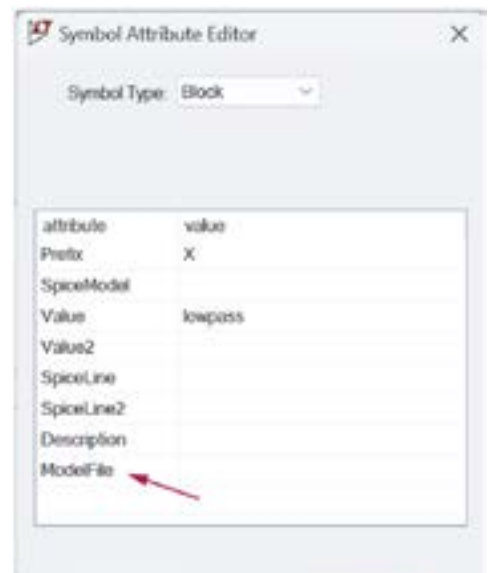 Symbol Attribute Editor
Symbol Type: Block
attribute value
Prefix X
SpiceModel
Value lowpass
Value2
SpiceLine
SpiceLine2
Description
ModelFile